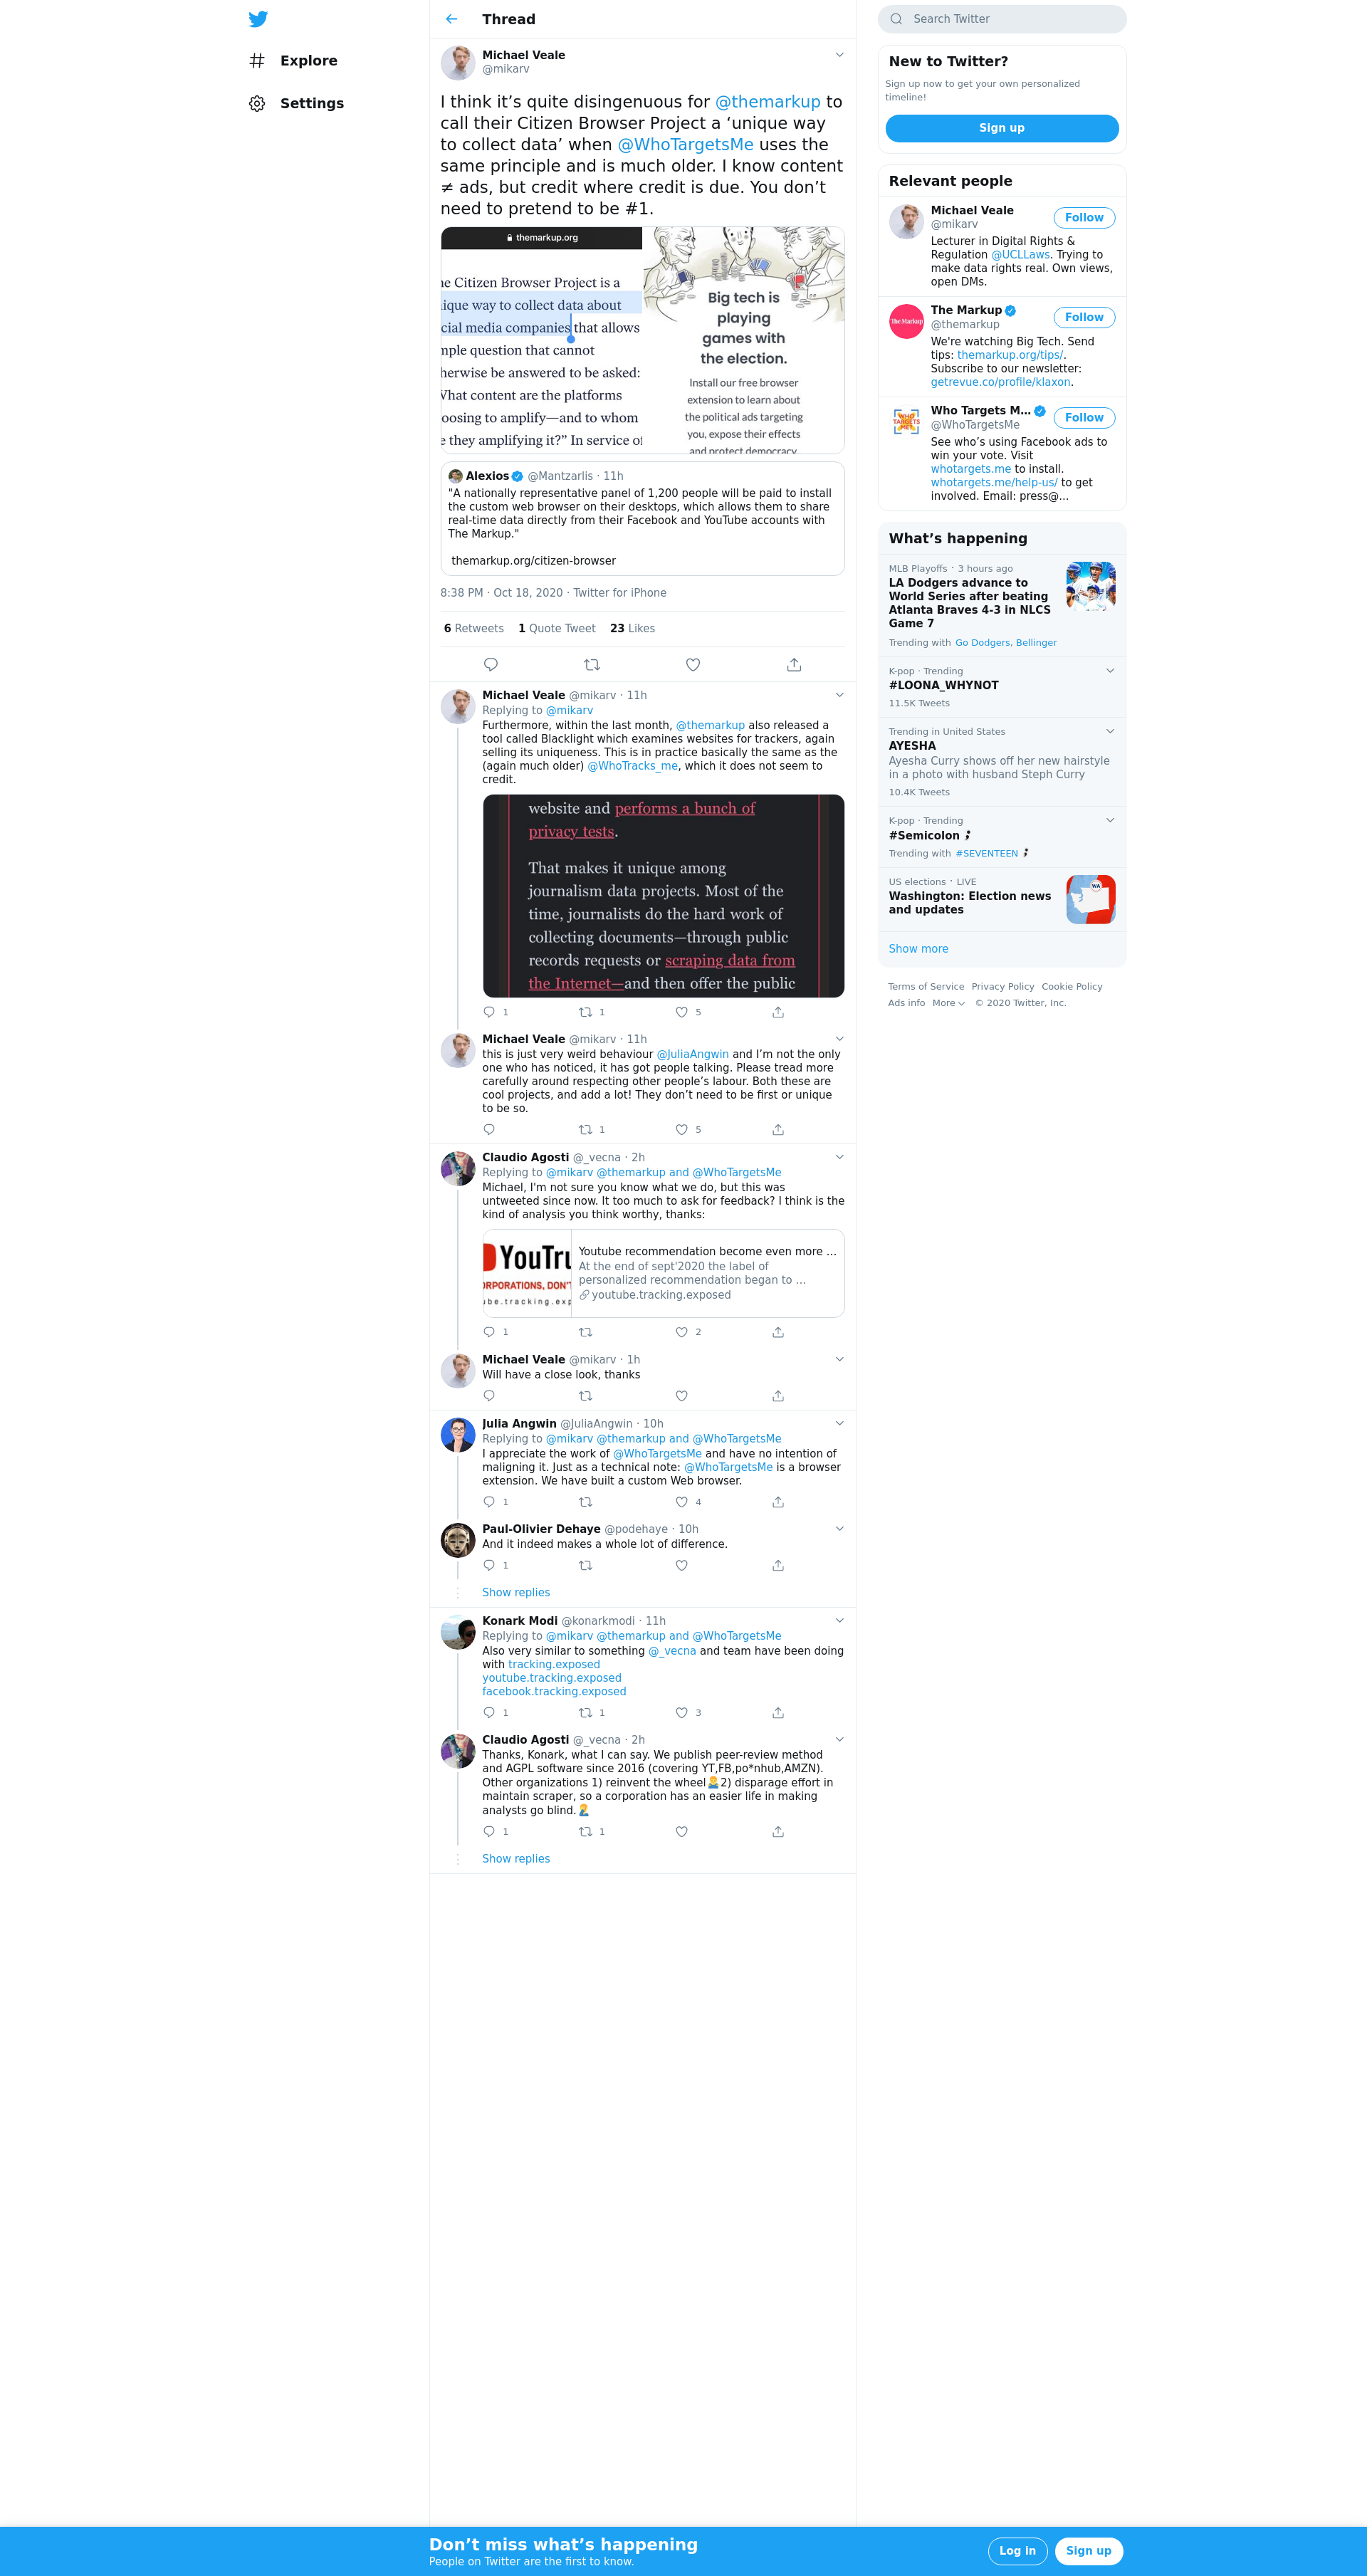 Explore
Settings
Thread
Michael Veale
@mikarv
I think it’s quite disingenuous for @themarkup to
call their Citizen Browser Project a ‘unique way
to collect data’ when @WhoTargetsMe uses the
same principle and is much older. I know content
≠ ads, but credit where credit is due. You don’t
need to pretend to be #1.
themarkup.org
Citizen Browser Project is a
way to collect data about
social media companies that allows
question that cannot
be answered to be asked:
What content are the platforms
to amplify—and to whom
they amplifying it?” In service of
Big tech is
playing
games with
the election.
Install our free browser
extension to learn about
the political ads targeting
you, expose their effects
and protect democracy
Alexios @Mantzarlis · 11h
"A nationally representative panel of 1,200 people will be paid to install
the custom web browser on their desktops, which allows them to share
real-time data directly from their Facebook and YouTube accounts with
The Markup."
themarkup.org/citizen-browser
8:38 PM · Oct 18, 2020 · Twitter for iPhone
6 Retweets 1 Quote Tweet 23 Likes
Michael Veale @mikarv · 11h
Replying to @mikarv
Furthermore, within the last month, @themarkup also released a
tool called Blacklight which examines websites for trackers, again
selling its uniqueness. This is in practice basically the same as the
(again much older) @WhoTracks_me, which it does not seem to
credit.
website and performs a bunch of
privacy tests.
That makes it unique among
journalism data projects. Most of the
time, journalists do the hard work of
collecting documents—through public
records requests or scraping data from
the Internet—and then offer the public
1 1 5
Michael Veale @mikarv · 11h
this is just very weird behaviour @JuliaAngwin and I’m not the only
one who has noticed, it has got people talking. Please tread more
carefully around respecting other people’s labour. Both these are
cool projects, and add a lot! They don’t need to be first or unique
to be so.
1 5
Claudio Agosti @_vecna · 2h
Replying to @mikarv @themarkup and @WhoTargetsMe
Michael, I'm not sure you know what we do, but this was
untweeted since now. It too much to ask for feedback? I think is the
kind of analysis you think worthy, thanks:
YouTru
ORPORATIONS, DON'T
ube.tracking.exp
Youtube recommendation become even more …
At the end of sept'2020 the label of
personalized recommendation began to …
youtube.tracking.exposed
1 2
Michael Veale @mikarv · 1h
Will have a close look, thanks
Julia Angwin @JuliaAngwin · 10h
Replying to @mikarv @themarkup and @WhoTargetsMe
I appreciate the work of @WhoTargetsMe and have no intention of
maligning it. Just as a technical note: @WhoTargetsMe is a browser
extension. We have built a custom Web browser.
1 4
Paul-Olivier Dehaye @podehaye · 10h
And it indeed makes a whole lot of difference.
1
Show replies
Konark Modi @konarkmodi · 11h
Replying to @mikarv @themarkup and @WhoTargetsMe
Also very similar to something @_vecna and team have been doing
with tracking.exposed
youtube.tracking.exposed
facebook.tracking.exposed
1 1 3
Claudio Agosti @_vecna · 2h
Thanks, Konark, what I can say. We publish peer-review method
and AGPL software since 2016 (covering YT,FB,po*nhub,AMZN).
Other organizations 1) reinvent the wheel🤷‍♂️2) disparage effort in
maintain scraper, so a corporation has an easier life in making
analysts go blind.🤦‍♂️
1 1
Show replies
Search Twitter
New to Twitter?
Sign up now to get your own personalized
timeline!
Sign up
Relevant people
Michael Veale
@mikarv
Follow
Lecturer in Digital Rights &
Regulation @UCLLaws. Trying to
make data rights real. Own views,
open DMs.
The Markup
The Markup
@themarkup
Follow
We're watching Big Tech. Send
tips: themarkup.org/tips/.
Subscribe to our newsletter:
getrevue.co/profile/klaxon.
WHO
TARGETS
ME?
Who Targets M…
@WhoTargetsMe
Follow
See who’s using Facebook ads to
win your vote. Visit
whotargets.me to install.
whotargets.me/help-us/ to get
involved. Email: press@…
What’s happening
MLB Playoffs · 3 hours ago
LA Dodgers advance to
World Series after beating
Atlanta Braves 4-3 in NLCS
Game 7
Trending with Go Dodgers, Bellinger
K-pop · Trending
#LOONA_WHYNOT
11.5K Tweets
Trending in United States
AYESHA
Ayesha Curry shows off her new hairstyle
in a photo with husband Steph Curry
10.4K Tweets
K-pop · Trending
#Semicolon
Trending with #SEVENTEEN
US elections · LIVE
Washington: Election news
and updates
WA
Show more
Terms of Service Privacy Policy Cookie Policy
Ads info More © 2020 Twitter, Inc.
Don’t miss what’s happening
People on Twitter are the first to know.
Log in
Sign up